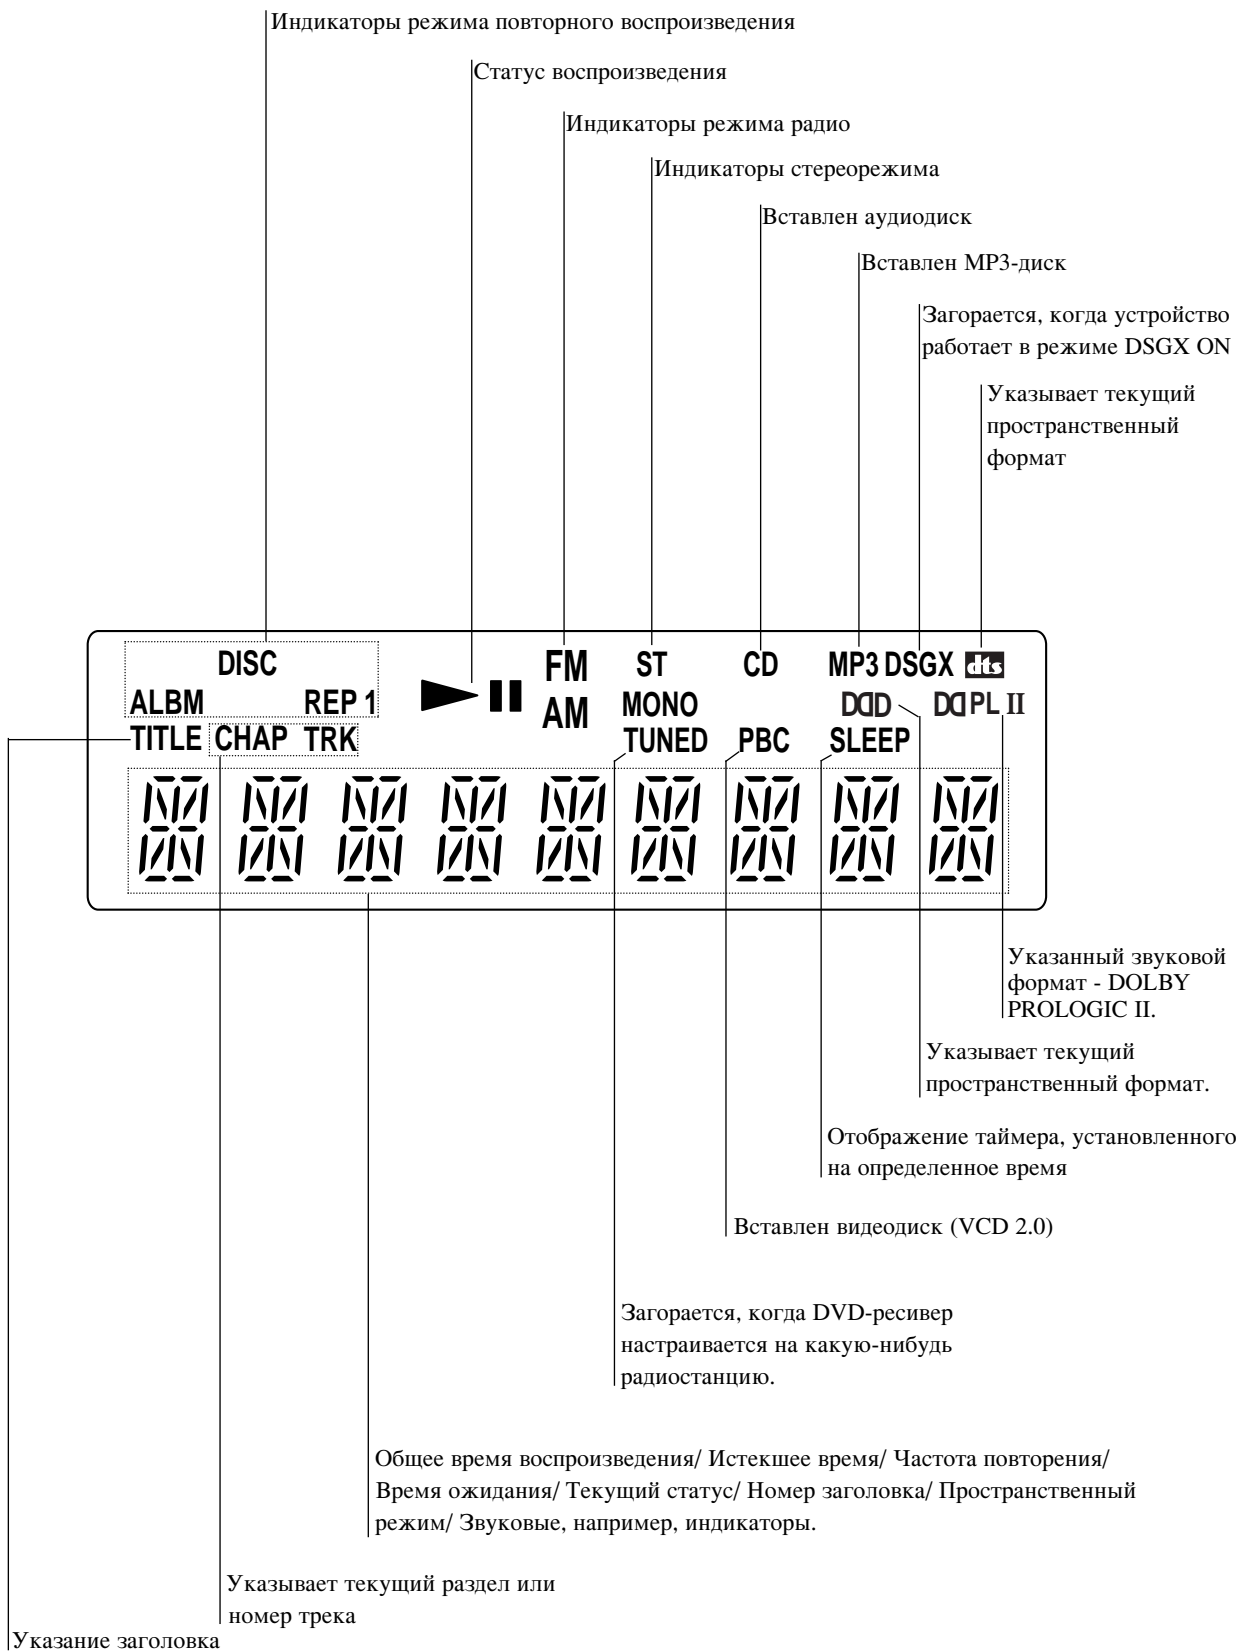 Индикаторы режима повторного воспроизведения
Статус воспроизведения
Индикаторы режима радио
Индикаторы стереорежима
Вставлен аудиодиск
Вставлен MP3-диск
Загорается, когда устройство
работает в режиме DSGX ON
Указывает текущий
пространственный
формат
DISC FM ST CD MP3 DSGX dts
ALBM REP 1 AM MONO PL II
TITLE CHAP TRK TUNED PBC SLEEP
Указанный звуковой
формат - DOLBY
PROLOGIC II.
Указывает текущий
пространственный формат.
Отображение таймера, установленного
на определенное время
Вставлен видеодиск (VCD 2.0)
Загорается, когда DVD-ресивер
настраивается на какую-нибудь
радиостанцию.
Общее время воспроизведения/ Истекшее время/ Частота повторения/
Время ожидания/ Текущий статус/ Номер заголовка/ Пространственный
режим/ Звуковые, например, индикаторы.
Указывает текущий раздел или
номер трека
Указание заголовка